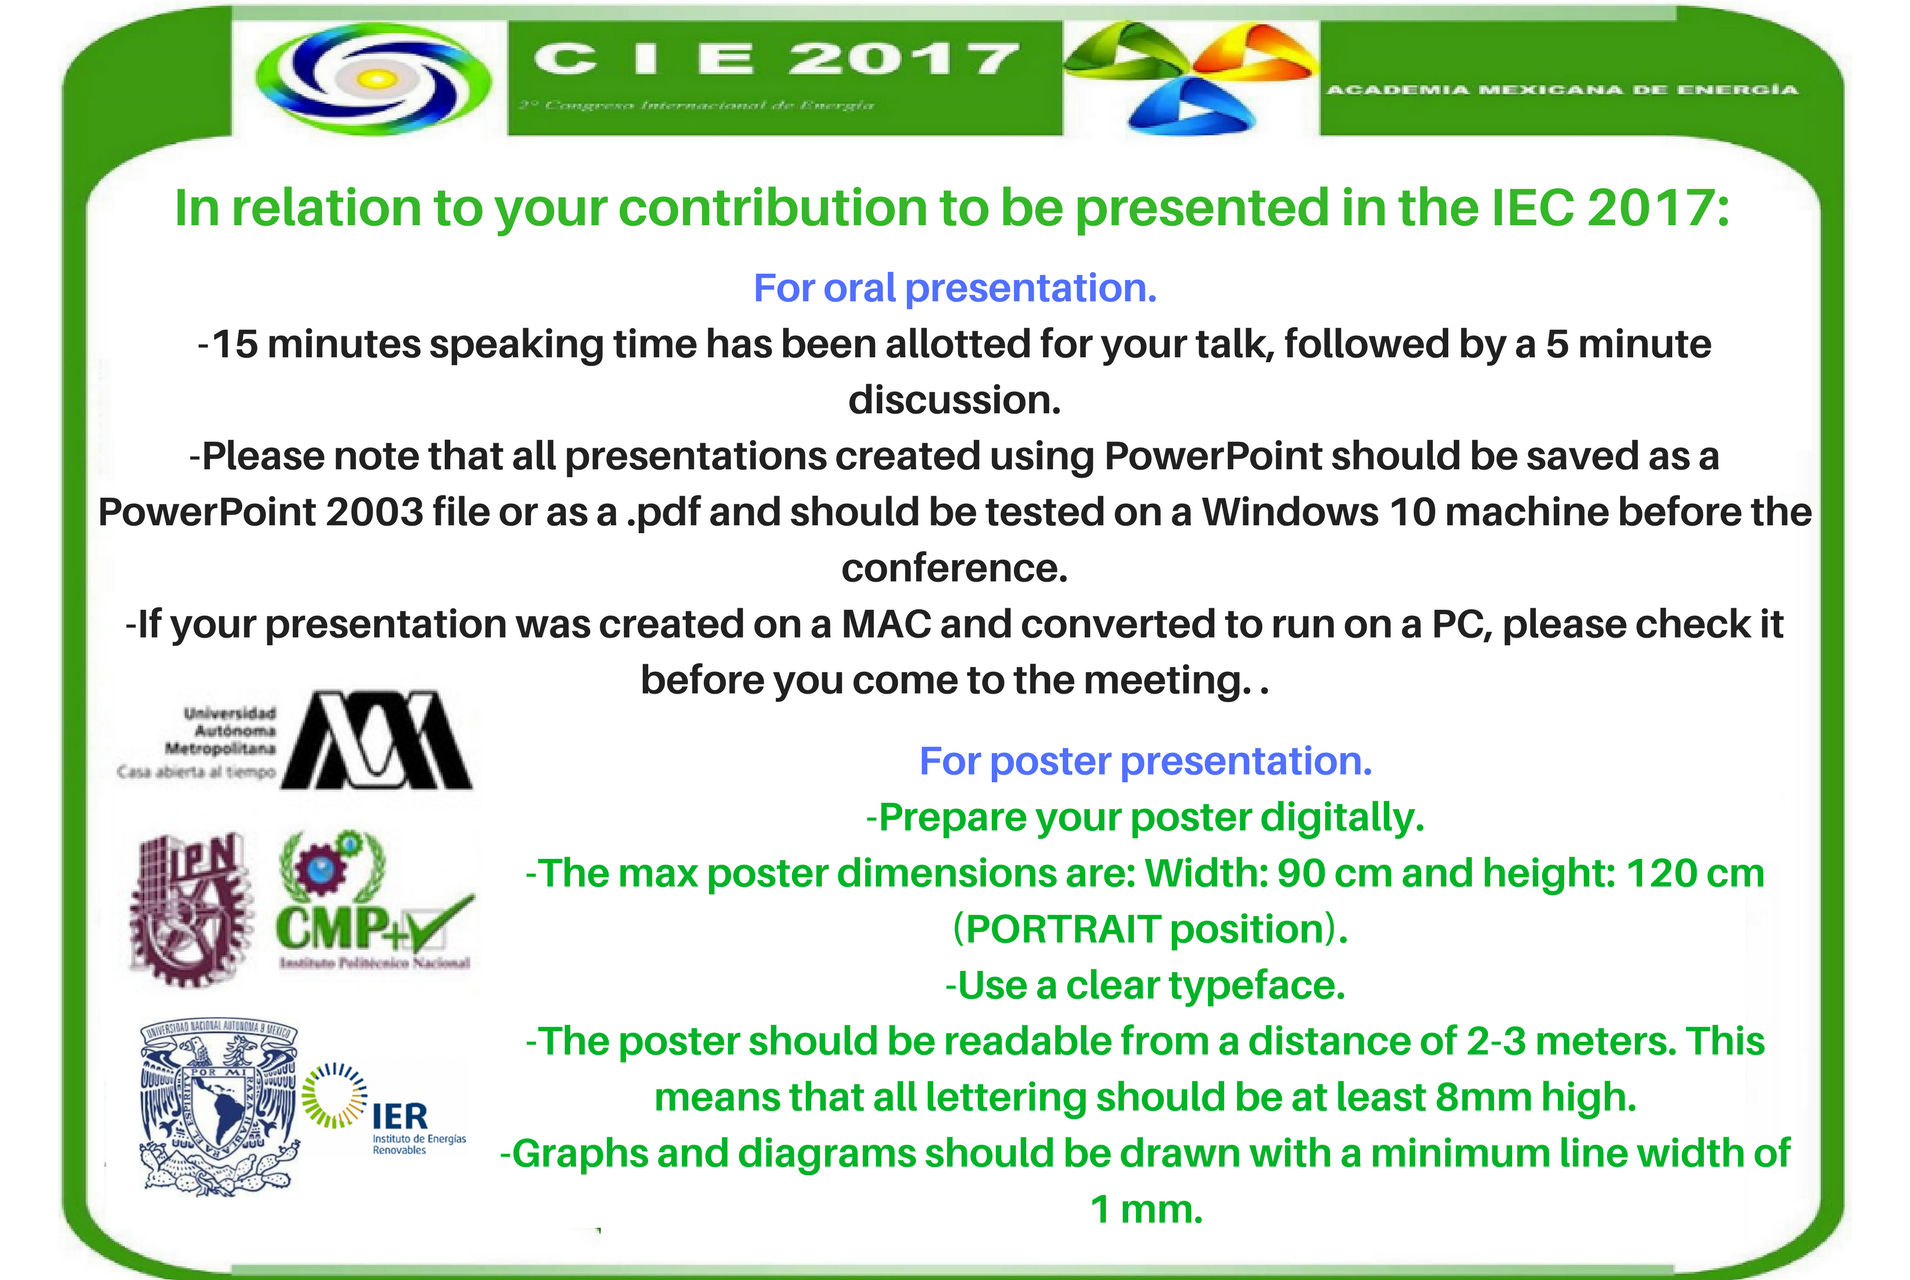 C I E 2017
2° Congreso Internacional de Energía
ACADEMIA MEXICANA DE ENERGÍA
In relation to your contribution to be presented in the IEC 2017:
For oral presentation.
-15 minutes speaking time has been allotted for your talk, followed by a 5 minute
discussion.
-Please note that all presentations created using PowerPoint should be saved as a
PowerPoint 2003 file or as a .pdf and should be tested on a Windows 10 machine before the
conference.
-If your presentation was created on a MAC and converted to run on a PC, please check it
before you come to the meeting. .
Universidad
Autónoma
Metropolitana
Casa abierta al tiempo
IPN
CMP+
Instituto Politécnico Nacional
UNIVERSIDAD NACIONAL AUTONOMA
POR MI RAZA HABLARA EL ESPIRITU
IER
Instituto de Energías
Renovables
For poster presentation.
-Prepare your poster digitally.
-The max poster dimensions are: Width: 90 cm and height: 120 cm
(PORTRAIT position).
-Use a clear typeface.
-The poster should be readable from a distance of 2-3 meters. This
means that all lettering should be at least 8mm high.
-Graphs and diagrams should be drawn with a minimum line width of
1 mm.